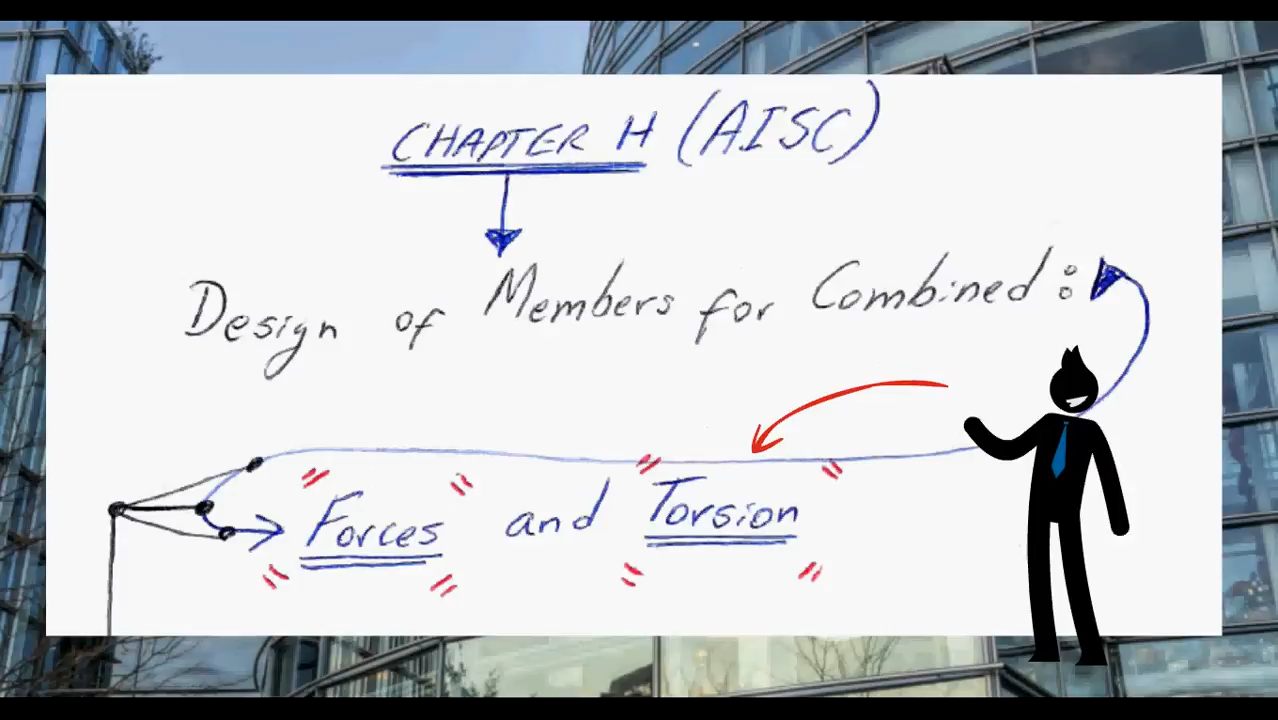 CHAPTER H (AISC)
Design of Members for Combined:
Forces and Torsion